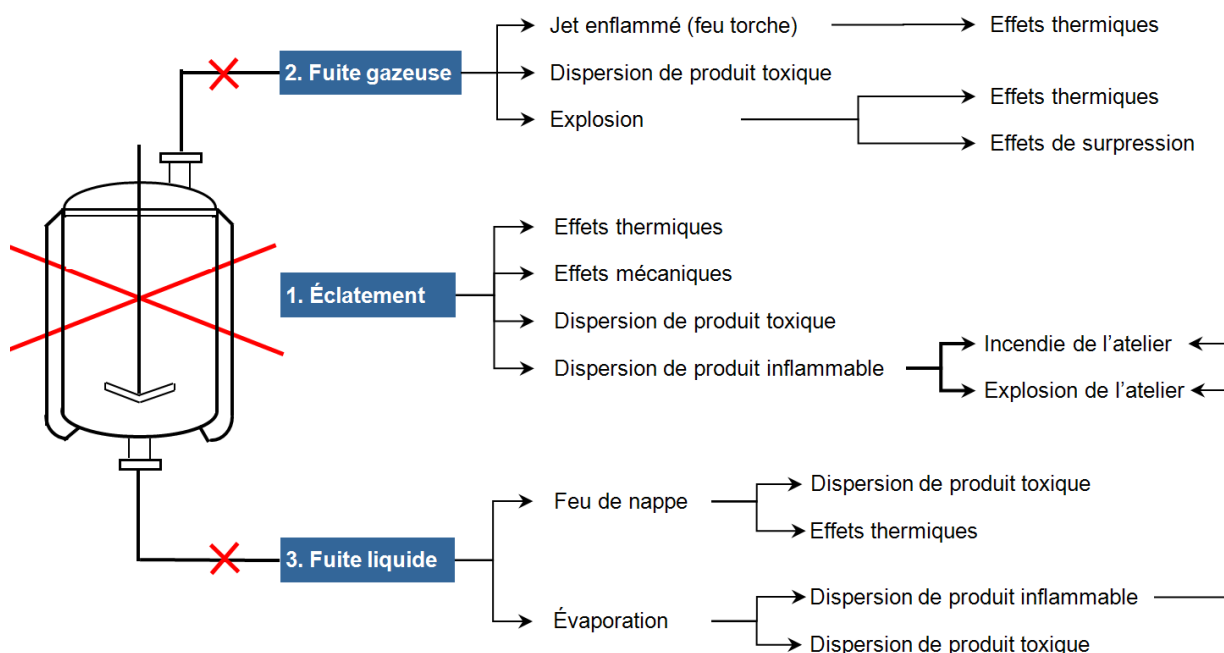 Jet enflammé (feu torche)
Effets thermiques
2. Fuite gazeuse
Dispersion de produit toxique
Effets thermiques
Explosion
Effets de surpression
Effets thermiques
Effets mécaniques
1. Éclatement
Dispersion de produit toxique
Incendie de l’atelier
Dispersion de produit inflammable
Explosion de l’atelier
Dispersion de produit toxique
Feu de nappe
Effets thermiques
3. Fuite liquide
Dispersion de produit inflammable
Évaporation
Dispersion de produit toxique